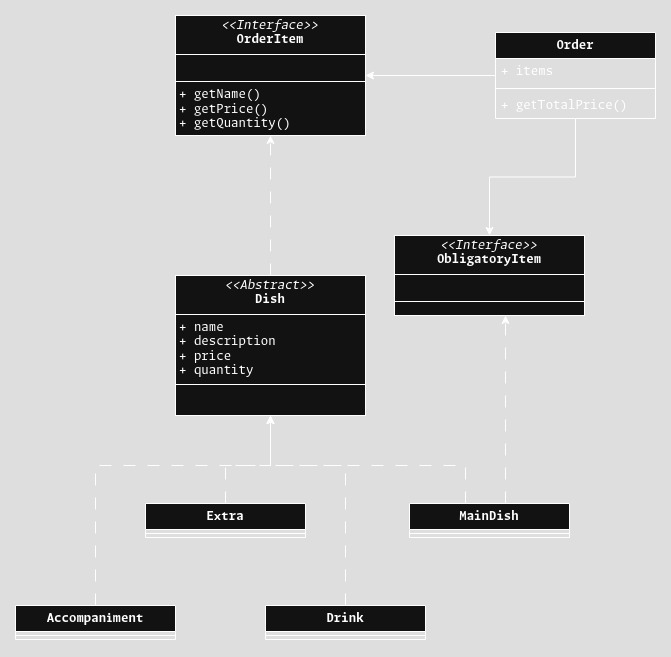 <<Interface>>
OrderItem
+ getName()
+ getPrice()
+ getQuantity()
Order
+ items
+ getTotalPrice()
<<Interface>>
ObligatoryItem
<<Abstract>>
Dish
+ name
+ description
+ price
+ quantity
Extra
MainDish
Accompaniment
Drink